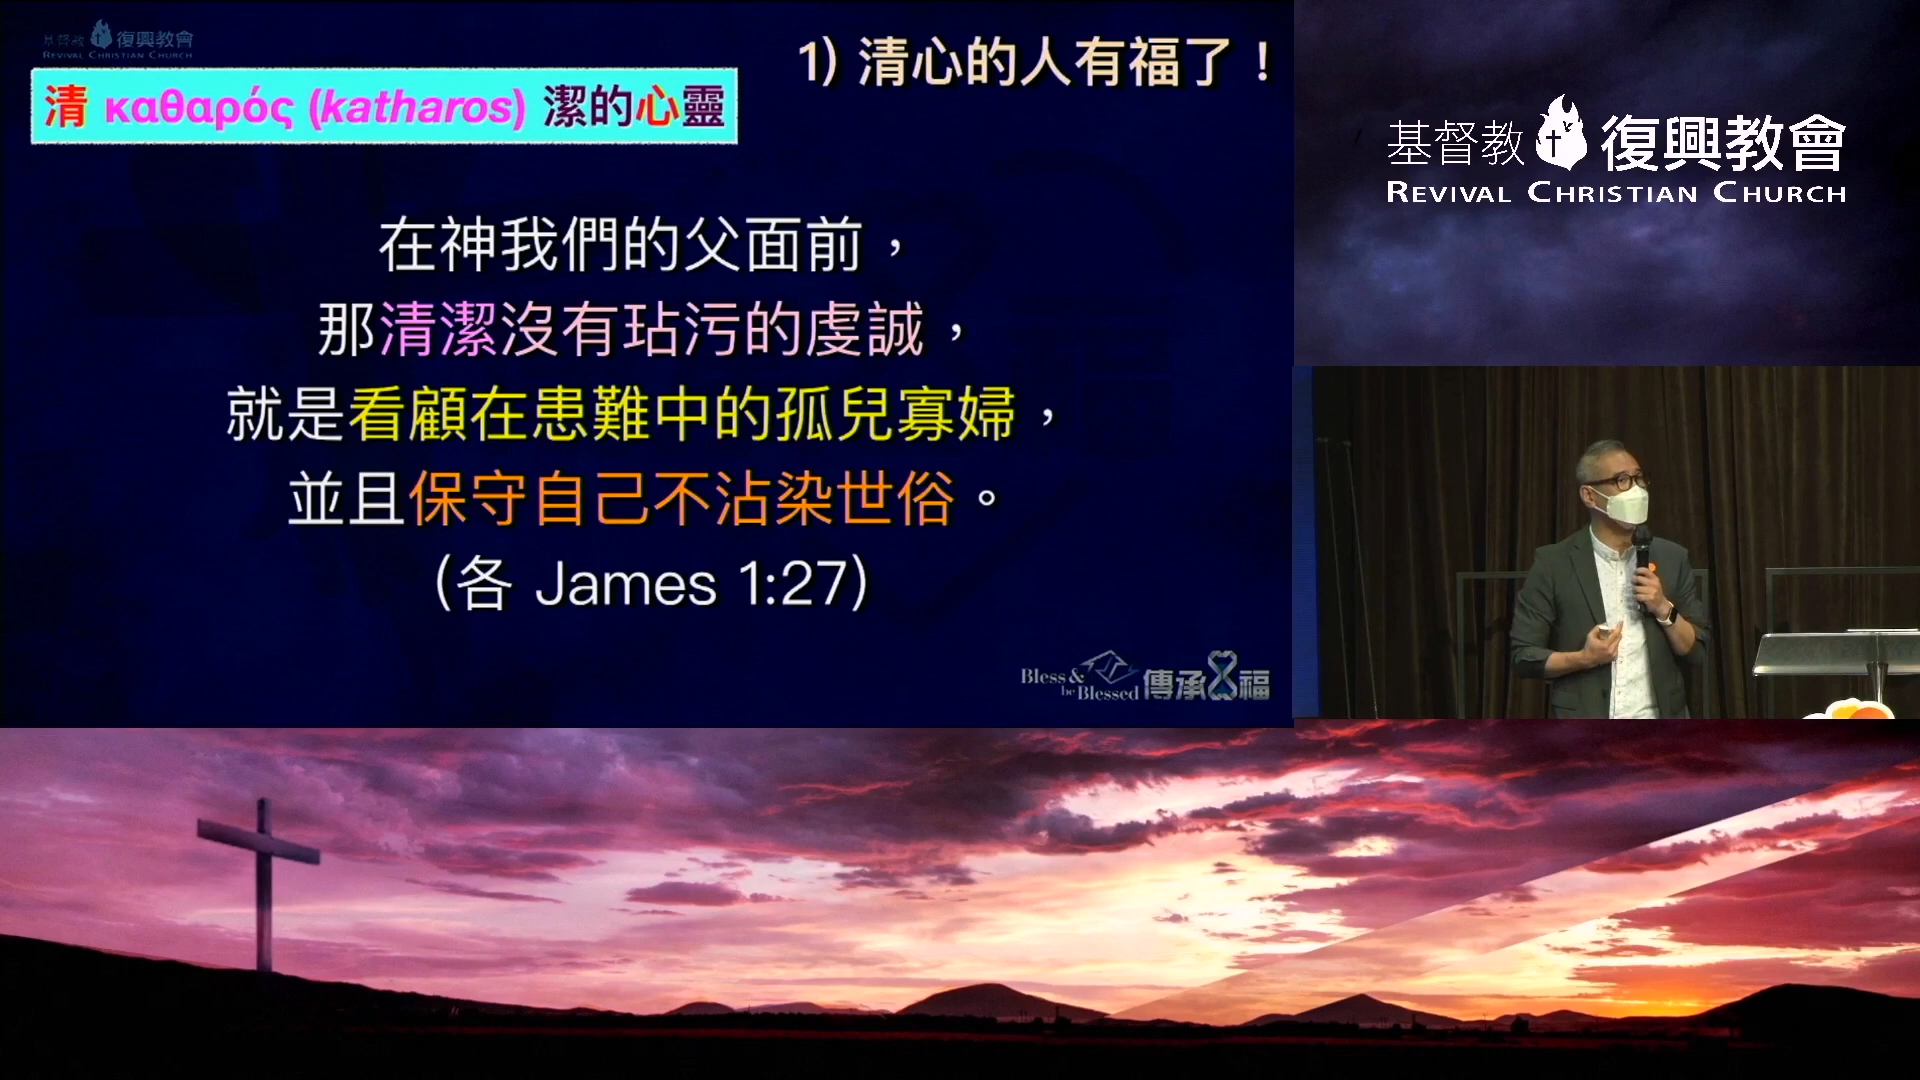 基督教 復興教會
REVIVAL CHRISTIAN CHURCH
1) 清心的人有福了！
清 καθαρός (katharos) 潔的心靈
在神我們的父面前，
那清潔沒有玷污的虔誠，
就是看顧在患難中的孤兒寡婦，
並且保守自己不沾染世俗。
(各 James 1:27)
Bless & be Blessed 傳承 福
基督教 復興教會
REVIVAL CHRISTIAN CHURCH